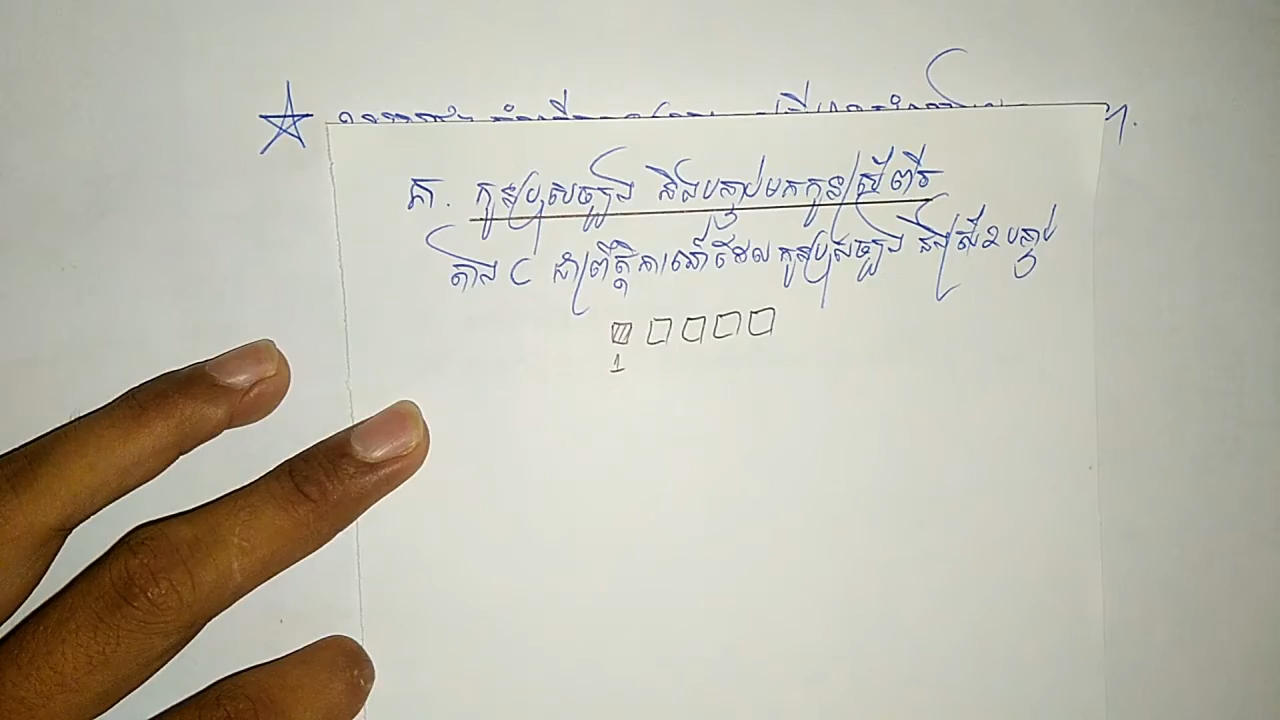 គ. កូនប្រុសច្បង និងបន្ទាប់មកកូនស្រីពីរ
តាង C ជាព្រឹត្តិការណ៍ដែល កូនប្រុសច្បង និងស្រី 2 បន្ទាប់
1